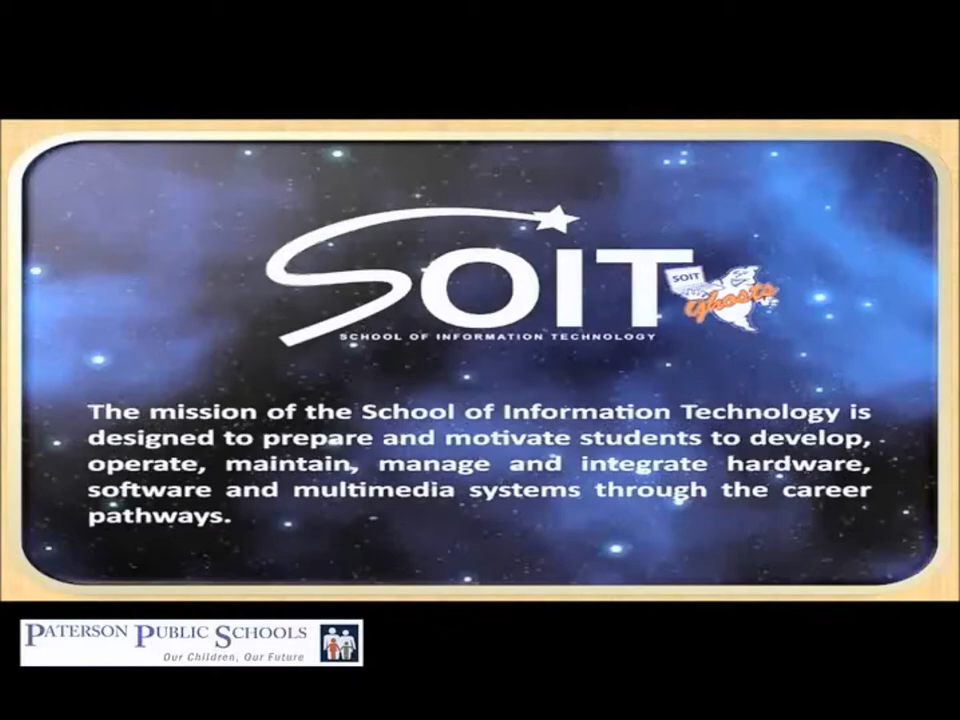 SOIT
SOIT
ghosts
SCHOOL OF INFORMATION TECHNOLOGY
The mission of the School of Information Technology is
designed to prepare and motivate students to develop,
operate, maintain, manage and integrate hardware,
software and multimedia systems through the career
pathways.
PATERSON PUBLIC SCHOOLS
Our Children, Our Future